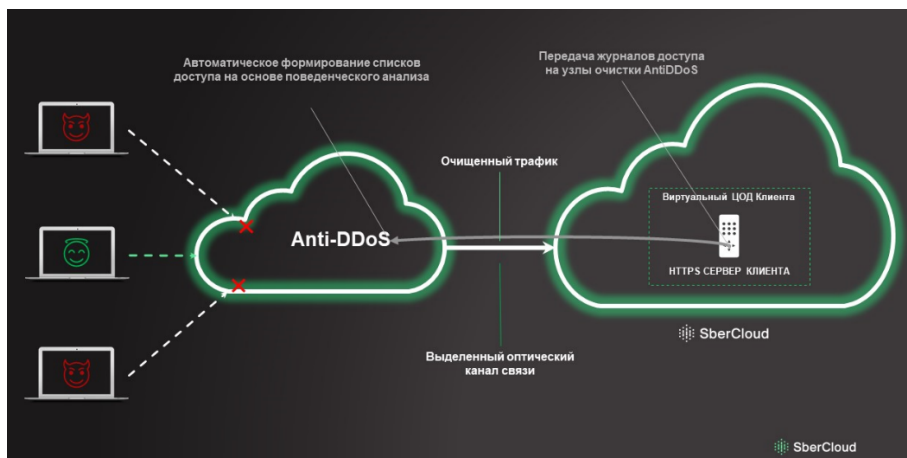 Автоматическое формирование списков
доступа на основе поведенческого анализа
Передача журналов доступа
на узлы очистки AntiDDoS
Очищенный трафик
Виртуальный ЦОД Клиента
Anti-DDoS
HTTPS СЕРВЕР КЛИЕНТА
SberCloud
Выделенный оптический
канал связи
SberCloud